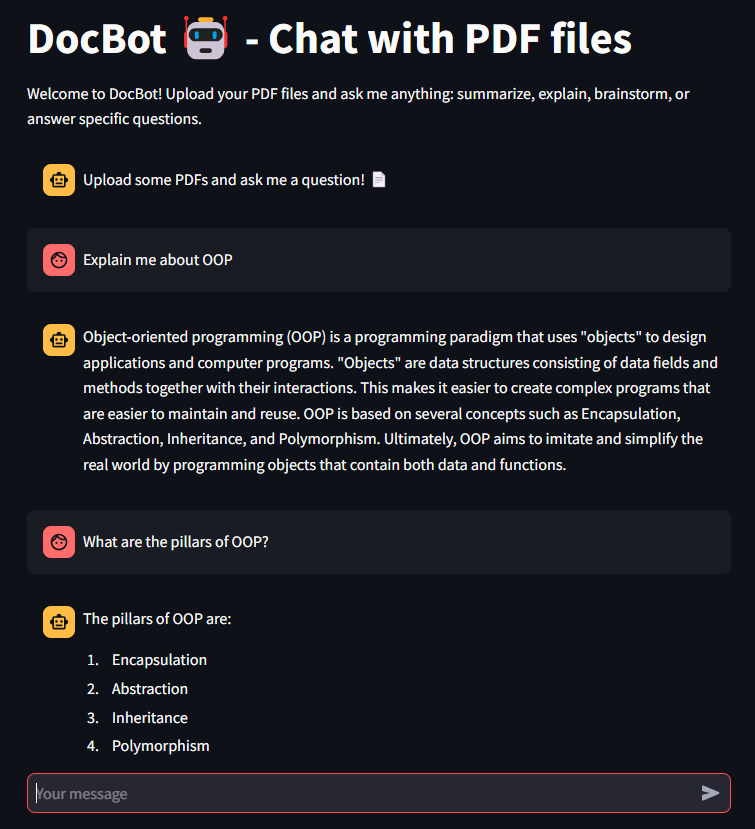 DocBot 🤖 - Chat with PDF files
Welcome to DocBot! Upload your PDF files and ask me anything: summarize, explain, brainstorm, or
answer specific questions.
Upload some PDFs and ask me a question! 📄
Explain me about OOP
Object-oriented programming (OOP) is a programming paradigm that uses "objects" to design
applications and computer programs. "Objects" are data structures consisting of data fields and
methods together with their interactions. This makes it easier to create complex programs that
are easier to maintain and reuse. OOP is based on several concepts such as Encapsulation,
Abstraction, Inheritance, and Polymorphism. Ultimately, OOP aims to imitate and simplify the
real world by programming objects that contain both data and functions.
What are the pillars of OOP?
The pillars of OOP are:
1. Encapsulation
2. Abstraction
3. Inheritance
4. Polymorphism
Your message